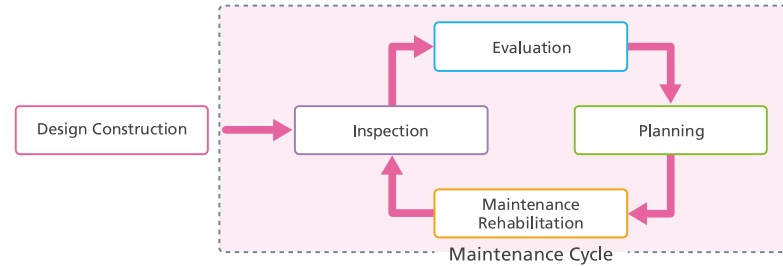 Evaluation
Design Construction
Inspection
Planning
Maintenance
Rehabilitation
Maintenance Cycle